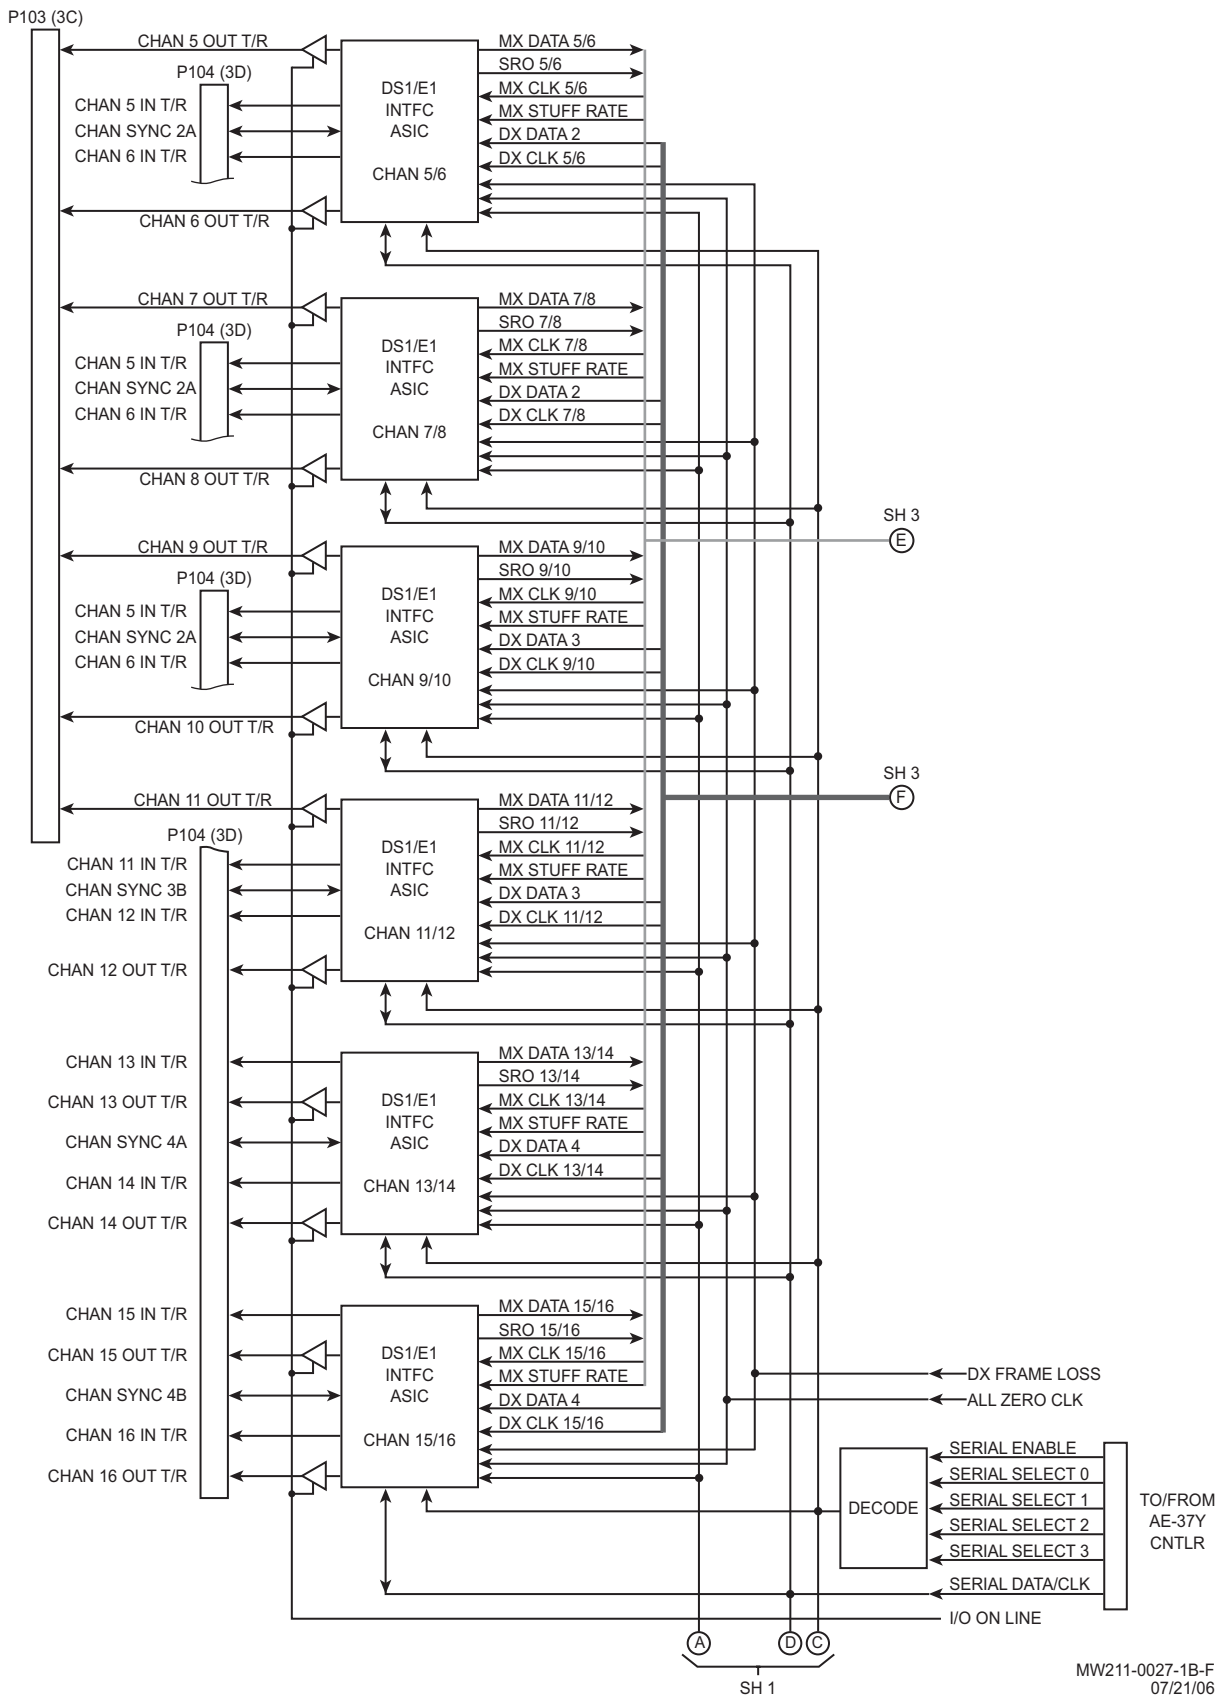 P103 (3C)
CHAN 5 OUT T/R
P104 (3D)
CHAN 5 IN T/R
CHAN SYNC 2A
CHAN 6 IN T/R
CHAN 6 OUT T/R
DS1/E1
INTFC
ASIC
CHAN 5/6
MX DATA 5/6
SRO 5/6
MX CLK 5/6
MX STUFF RATE
DX DATA 2
DX CLK 5/6
CHAN 7 OUT T/R
P104 (3D)
CHAN 5 IN T/R
CHAN SYNC 2A
CHAN 6 IN T/R
CHAN 8 OUT T/R
DS1/E1
INTFC
ASIC
CHAN 7/8
MX DATA 7/8
SRO 7/8
MX CLK 7/8
MX STUFF RATE
DX DATA 2
DX CLK 7/8
SH 3
E
CHAN 9 OUT T/R
P104 (3D)
CHAN 5 IN T/R
CHAN SYNC 2A
CHAN 6 IN T/R
CHAN 10 OUT T/R
DS1/E1
INTFC
ASIC
CHAN 9/10
MX DATA 9/10
SRO 9/10
MX CLK 9/10
MX STUFF RATE
DX DATA 3
DX CLK 9/10
SH 3
F
CHAN 11 OUT T/R
P104 (3D)
CHAN 11 IN T/R
CHAN SYNC 3B
CHAN 12 IN T/R
CHAN 12 OUT T/R
DS1/E1
INTFC
ASIC
CHAN 11/12
MX DATA 11/12
SRO 11/12
MX CLK 11/12
MX STUFF RATE
DX DATA 3
DX CLK 11/12
CHAN 13 IN T/R
CHAN 13 OUT T/R
CHAN SYNC 4A
CHAN 14 IN T/R
CHAN 14 OUT T/R
DS1/E1
INTFC
ASIC
CHAN 13/14
MX DATA 13/14
SRO 13/14
MX CLK 13/14
MX STUFF RATE
DX DATA 4
DX CLK 13/14
CHAN 15 IN T/R
CHAN 15 OUT T/R
CHAN SYNC 4B
CHAN 16 IN T/R
CHAN 16 OUT T/R
DS1/E1
INTFC
ASIC
CHAN 15/16
MX DATA 15/16
SRO 15/16
MX CLK 15/16
MX STUFF RATE
DX DATA 4
DX CLK 15/16
DX FRAME LOSS
ALL ZERO CLK
DECODE
SERIAL ENABLE
SERIAL SELECT 0
SERIAL SELECT 1
SERIAL SELECT 2
SERIAL SELECT 3
SERIAL DATA/CLK
I/O ON LINE
TO/FROM
AE-37Y
CNTLR
A D C
SH 1
MW211-0027-1B-F
07/21/06